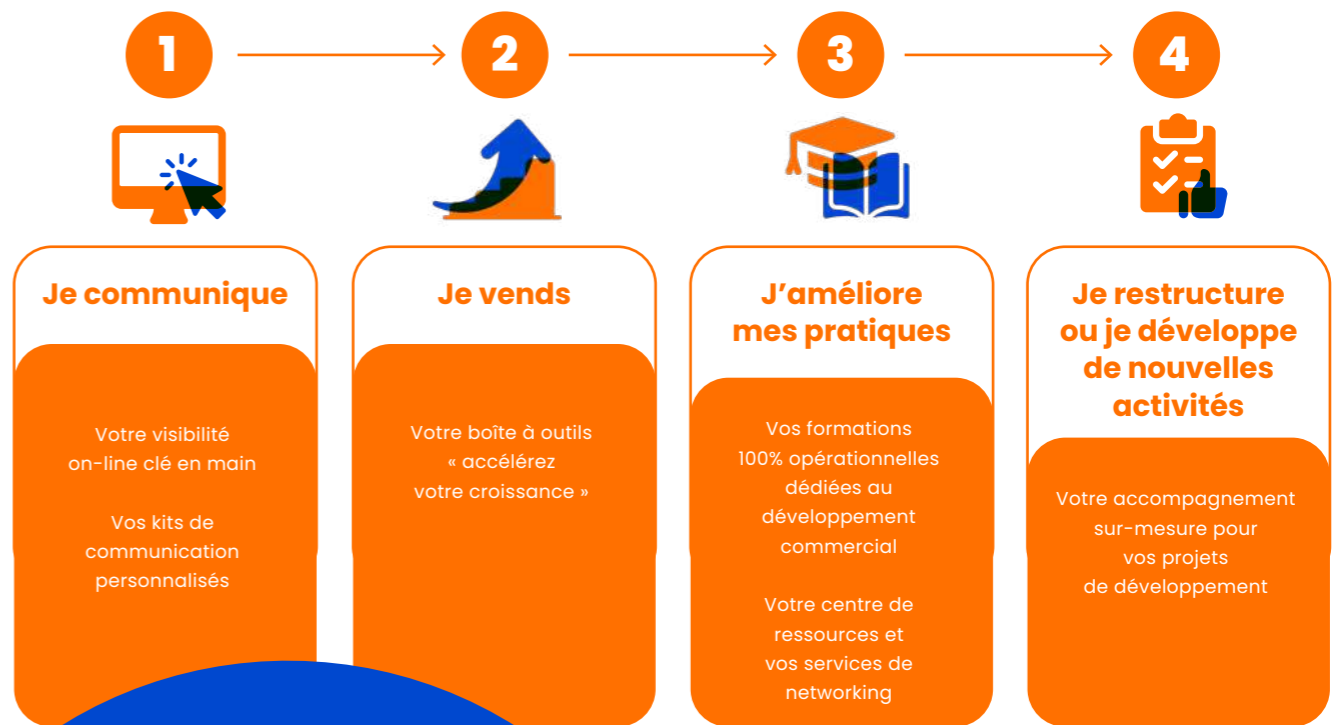 1
2
3
4
Je communique
Votre visibilité
on-line clé en main
Vos kits de
communication
personnalisés
Je vends
Votre boîte à outils
« accélérez
votre croissance »
J’améliore
mes pratiques
Vos formations
100% opérationnelles
dédiées au
développement
commercial
Votre centre de
ressources et
vos services de
networking
Je restructure
ou je développe
de nouvelles
activités
Votre accompagnement
sur-mesure pour
vos projets
de développement